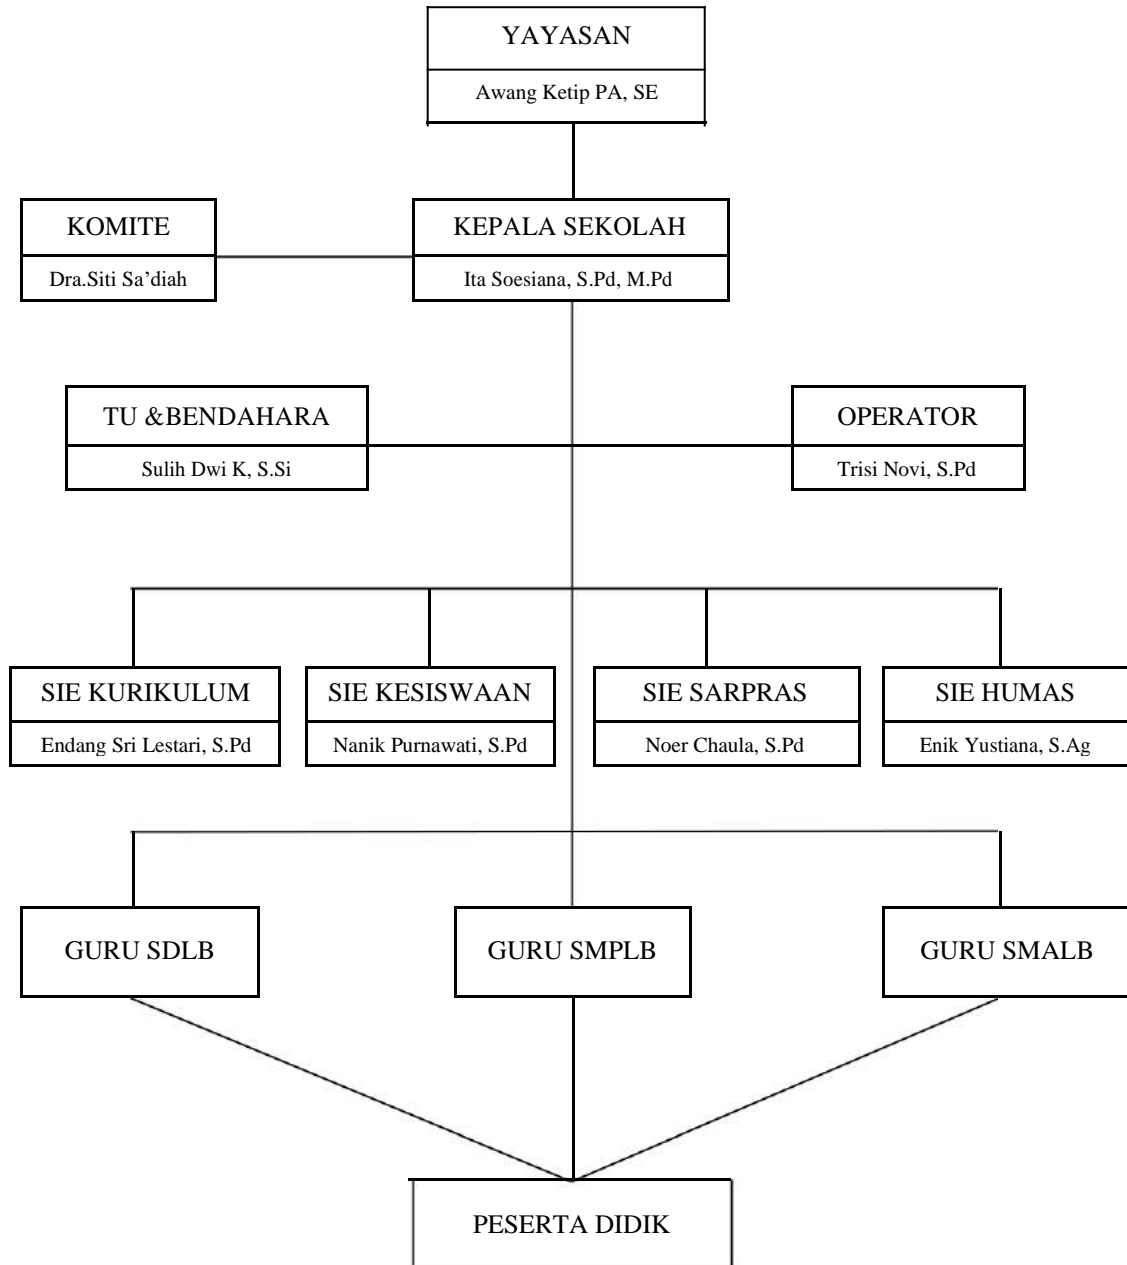 YAYASAN
Awang Ketip PA, SE
KOMITE
Dra.Siti Sa’diah
KEPALA SEKOLAH
Ita Soesiana, S.Pd, M.Pd
TU &BENDAHARA
Sulih Dwi K, S.Si
OPERATOR
Trisi Novi, S.Pd
SIE KURIKULUM
Endang Sri Lestari, S.Pd
SIE KESISWAAN
Nanik Purnawati, S.Pd
SIE SARPRAS
Noer Chaula, S.Pd
SIE HUMAS
Enik Yustiana, S.Ag
GURU SDLB
GURU SMPLB
GURU SMALB
PESERTA DIDIK